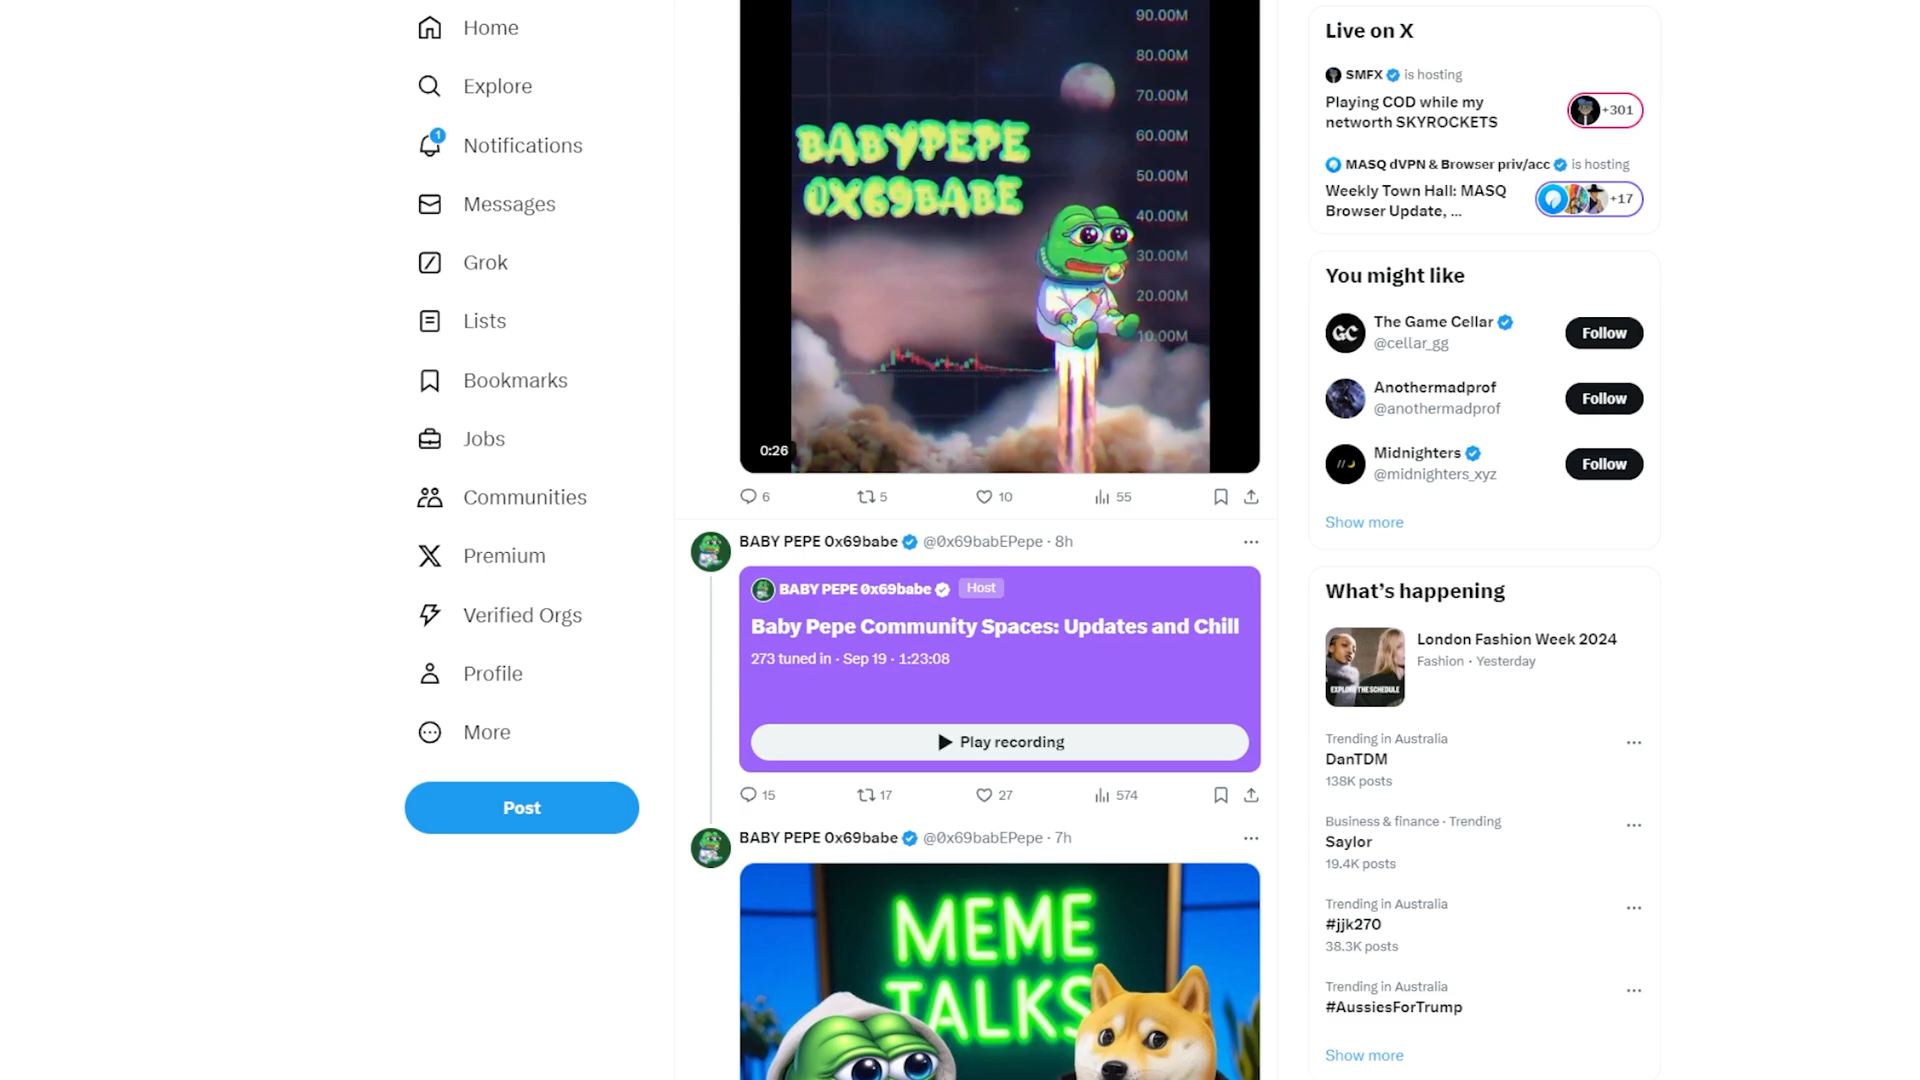 Home
Explore
1
Notifications
Messages
Grok
Lists
Bookmarks
Jobs
Communities
Premium
Verified Orgs
Profile
More
Post
90.00M
80.00M
70.00M
60.00M
50.00M
40.00M
30.00M
20.00M
10.00M
BABYPEPE
0X69BABE
0:26
6
5
10
55
BABY PEPE 0x69babe @0x69babEPepe · 8h
BABY PEPE 0x69babe Host
Baby Pepe Community Spaces: Updates and Chill
273 tuned in · Sep 19 · 1:23:08
Play recording
15
17
27
574
BABY PEPE 0x69babe @0x69babEPepe · 7h
MEME
TALKS
Live on X
SMFX is hosting
Playing COD while my
networth SKYROCKETS
+301
MASQ dVPN & Browser priv/acc is hosting
Weekly Town Hall: MASQ
Browser Update, ...
+17
You might like
GC
The Game Cellar
@cellar_gg
Follow
Anothermadprof
@anothermadprof
Follow
Midnighters
@midnighters_xyz
Follow
Show more
What's happening
EXPLORE THE SCHEDULE
London Fashion Week 2024
Fashion · Yesterday
Trending in Australia
DanTDM
138K posts
Business & finance · Trending
Saylor
19.4K posts
Trending in Australia
#jjk270
38.3K posts
Trending in Australia
#AussiesForTrump
Show more